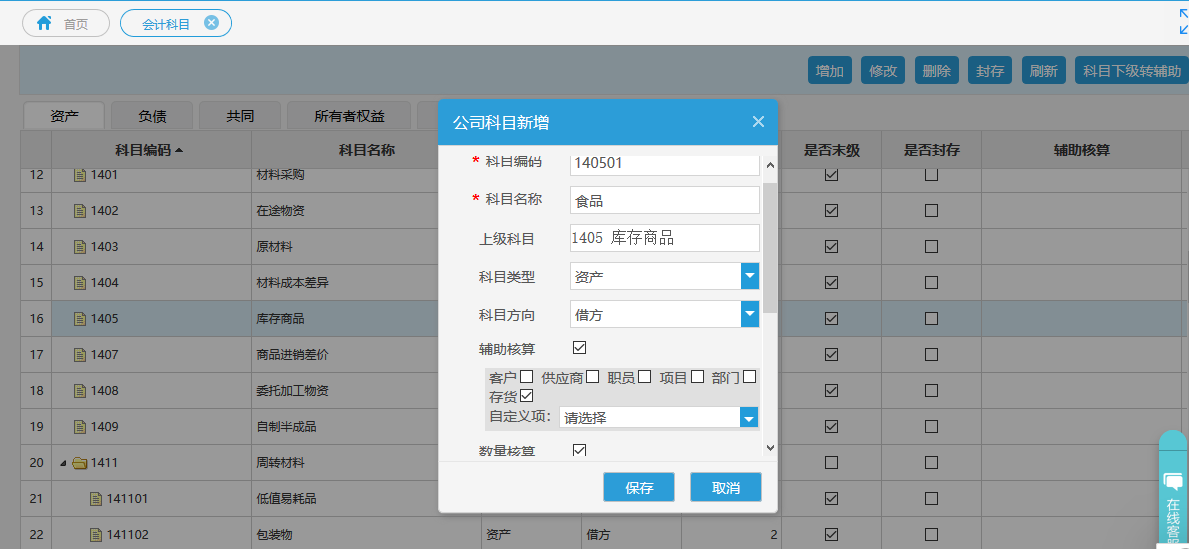 首页 会计科目
增加 修改 删除 封存 刷新 科目下级转辅助
资产 负债 共同 所有者权益
科目编码 科目名称 是否末级 是否封存 辅助核算
12 1401 材料采购
13 1402 在途物资
14 1403 原材料
15 1404 材料成本差异
16 1405 库存商品
17 1407 商品进销差价
18 1408 委托加工物资
19 1409 自制半成品
20 1411 周转材料
21 141101 低值易耗品
22 141102 包装物 资产 借方 2
公司科目新增
* 科目编码 140501
* 科目名称 食品
上级科目 1405 库存商品
科目类型 资产
科目方向 借方
辅助核算
客户 供应商 职员 项目 部门
存货
自定义项: 请选择
数量核算
保存 取消
在线客服